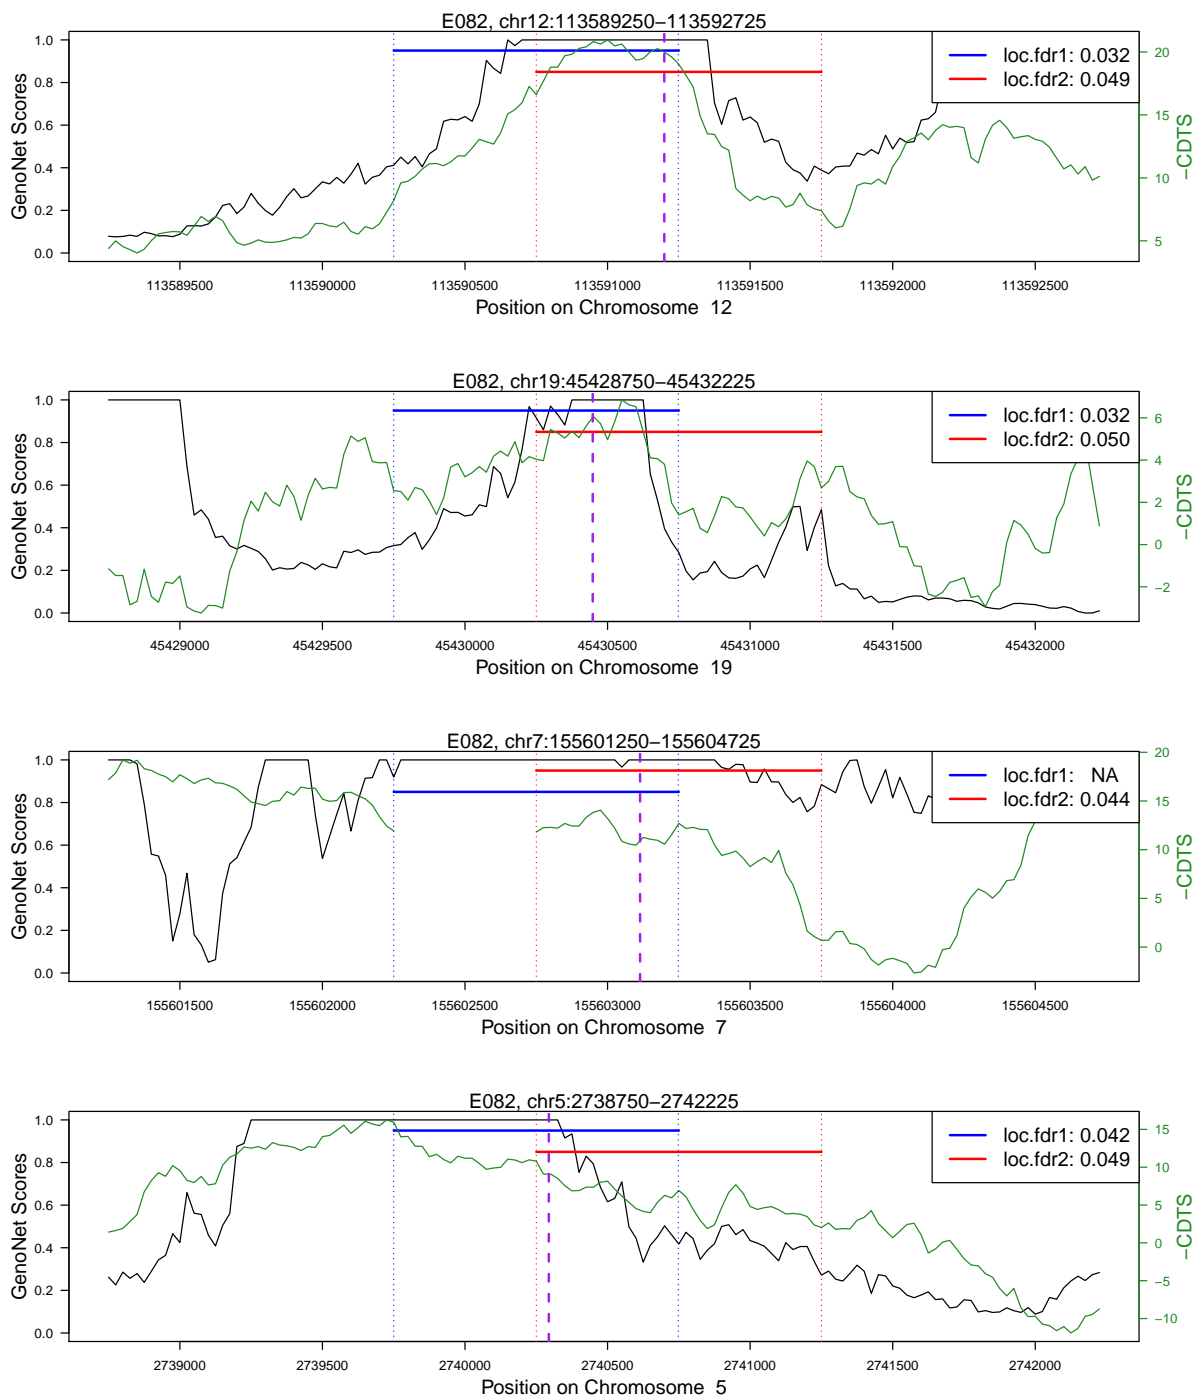 E082, chr12:113589250−113592725
GenoNet Scores
1.0
0.8
0.6
0.4
0.2
0.0
loc.fdr1: 0.032
loc.fdr2: 0.049
20
15
10
5
−CDTS
113589500 113590000 113590500 113591000 113591500 113592000 113592500
Position on Chromosome 12
E082, chr19:45428750−45432225
GenoNet Scores
1.0
0.8
0.6
0.4
0.2
0.0
loc.fdr1: 0.032
loc.fdr2: 0.050
6
4
2
0
−2
−CDTS
45429000 45429500 45430000 45430500 45431000 45431500 45432000
Position on Chromosome 19
E082, chr7:155601250−155604725
GenoNet Scores
1.0
0.8
0.6
0.4
0.2
0.0
loc.fdr1: NA
loc.fdr2: 0.044
20
15
10
5
0
−CDTS
155601500 155602000 155602500 155603000 155603500 155604000 155604500
Position on Chromosome 7
E082, chr5:2738750−2742225
GenoNet Scores
1.0
0.8
0.6
0.4
0.2
0.0
loc.fdr1: 0.042
loc.fdr2: 0.049
15
10
5
0
−5
−10
−CDTS
2739000 2739500 2740000 2740500 2741000 2741500 2742000
Position on Chromosome 5